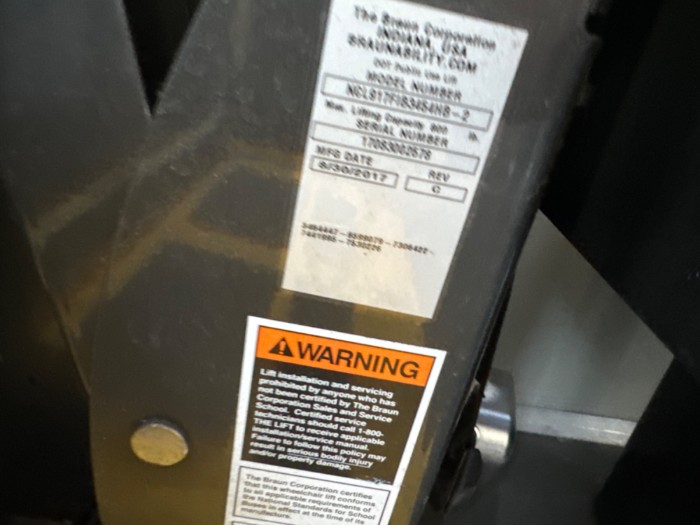 The Braun Corporation
INDIANA, USA
BRAUNABILITY.COM
DOT Public Use Lift
MODEL NUMBER
Max. Lifting Capacity 800 lb.
SERIAL NUMBER
MFG DATE REV
6/30/2017 C
WARNING
Lift installation and servicing
prohibited by anyone who has
not been certified by The Braun
Corporation Sales and Service
School. Certified service
technicians should call 1-800-
THE LIFT to receive applicable
installation/service manual.
Failure to follow this policy may
result in serious bodily injury
and/or property damage.
The Braun Corporation certifies
that this wheelchair lift conforms
to all applicable requirements of
the National Standards for School
Buses in effect at the time of its
manufacture.